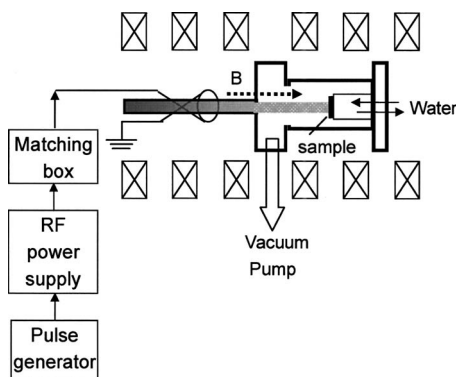 B
Water
sample
Matching
box
Vacuum
Pump
RF
power
supply
Pulse
generator